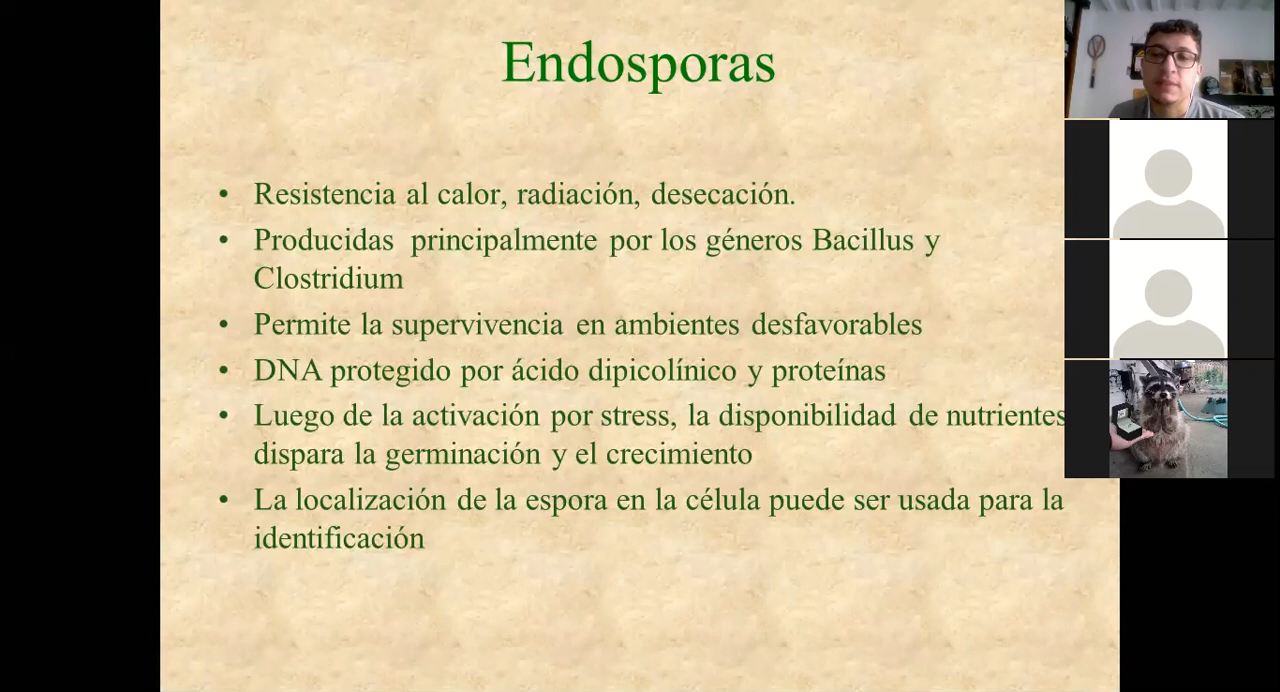 Endosporas
• Resistencia al calor, radiación, desecación.
• Producidas principalmente por los géneros Bacillus y
Clostridium
• Permite la supervivencia en ambientes desfavorables
• DNA protegido por ácido dipicolínico y proteínas
• Luego de la activación por stress, la disponibilidad de nutrientes
dispara la germinación y el crecimiento
• La localización de la espora en la célula puede ser usada para la
identificación